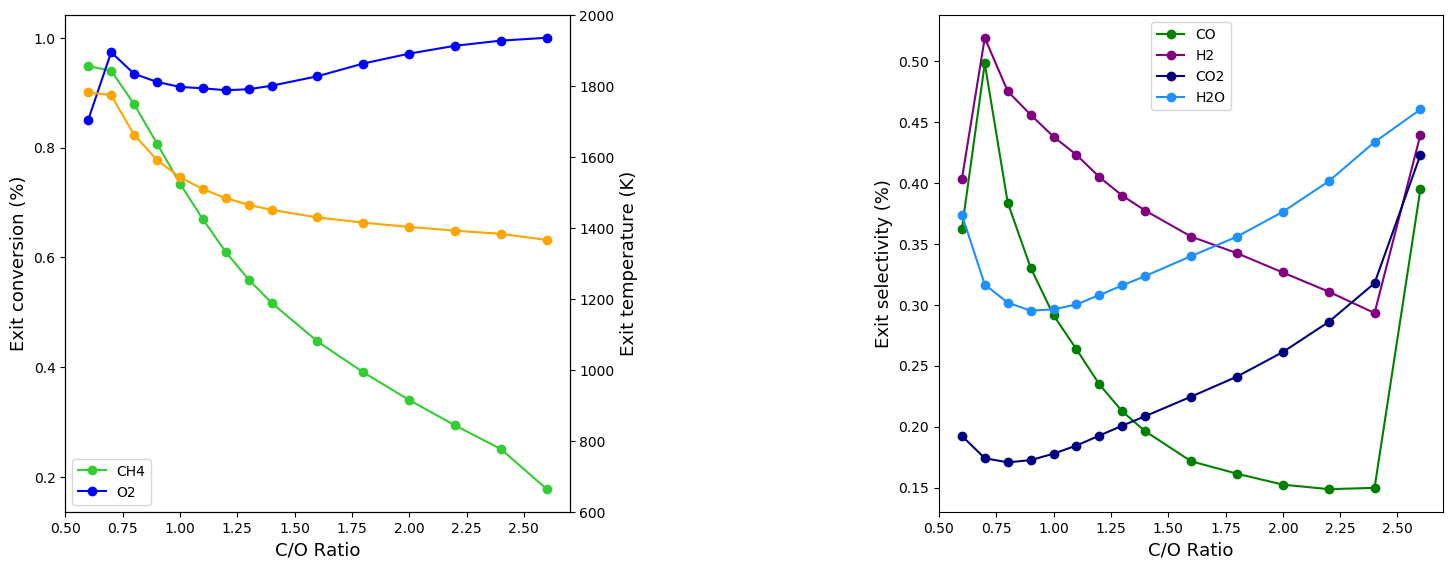 1.0
0.8
0.6
0.4
0.2
Exit conversion (%)
0.50 0.75 1.00 1.25 1.50 1.75 2.00 2.25 2.50
C/O Ratio
CH4
O2
2000
1800
1600
1400
1200
1000
800
600
Exit temperature (K)
0.50
0.45
0.40
0.35
0.30
0.25
0.20
0.15
Exit selectivity (%)
0.50 0.75 1.00 1.25 1.50 1.75 2.00 2.25 2.50
C/O Ratio
CO
H2
CO2
H2O